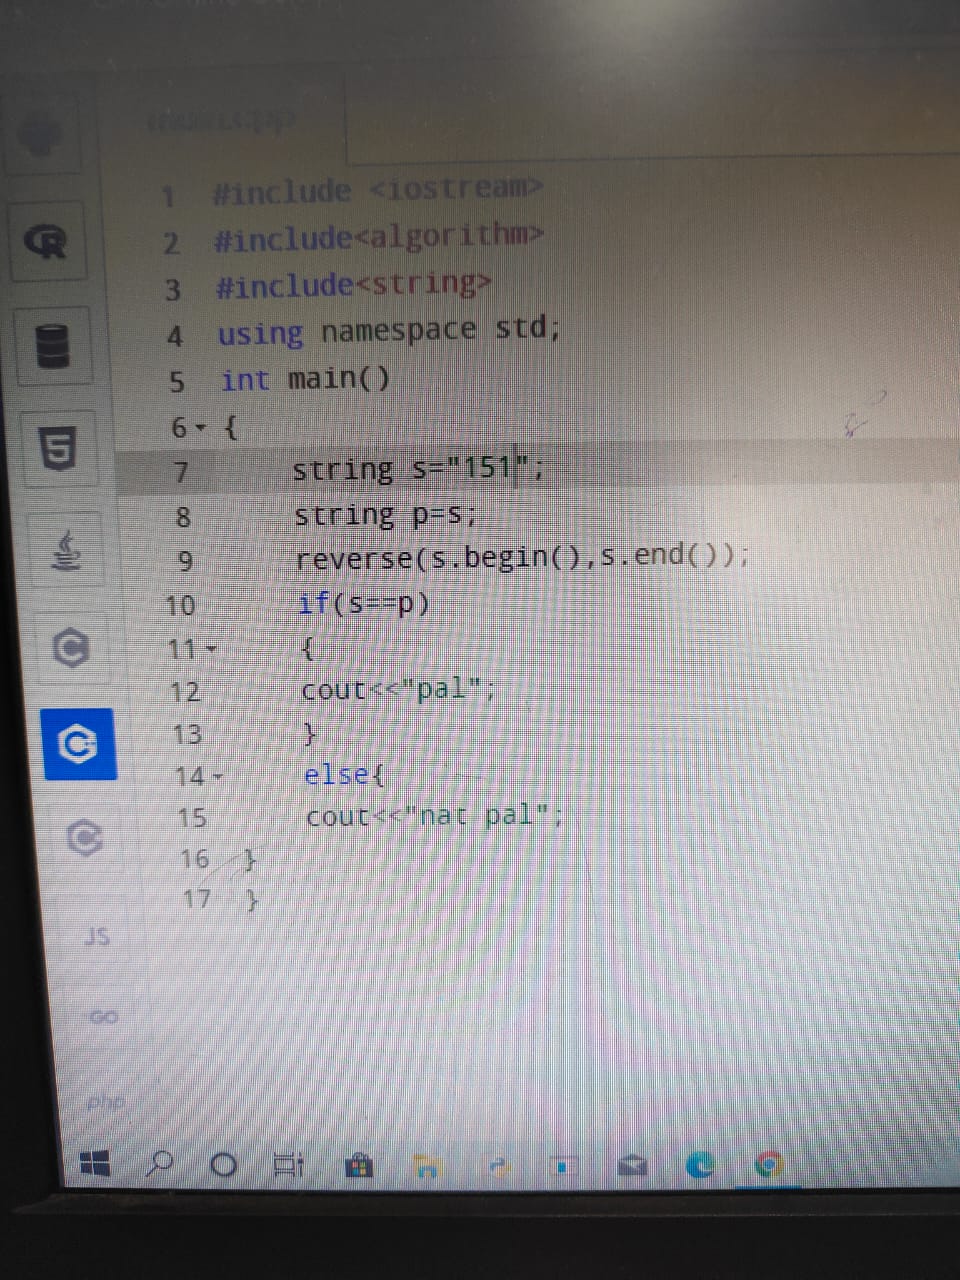 main.cpp
1 #include <iostream>
2 #include<algorithm>
3 #include<string>
4 using namespace std;
5 int main()
6 {
7 string s="151";
8 string p=s;
9 reverse(s.begin(),s.end());
10 if(s==p)
11 {
12 cout<<"pal";
13 }
14 else{
15 cout<<"nat pal";
16 }
17 }
R
5
C
C
C
JS
GO
php